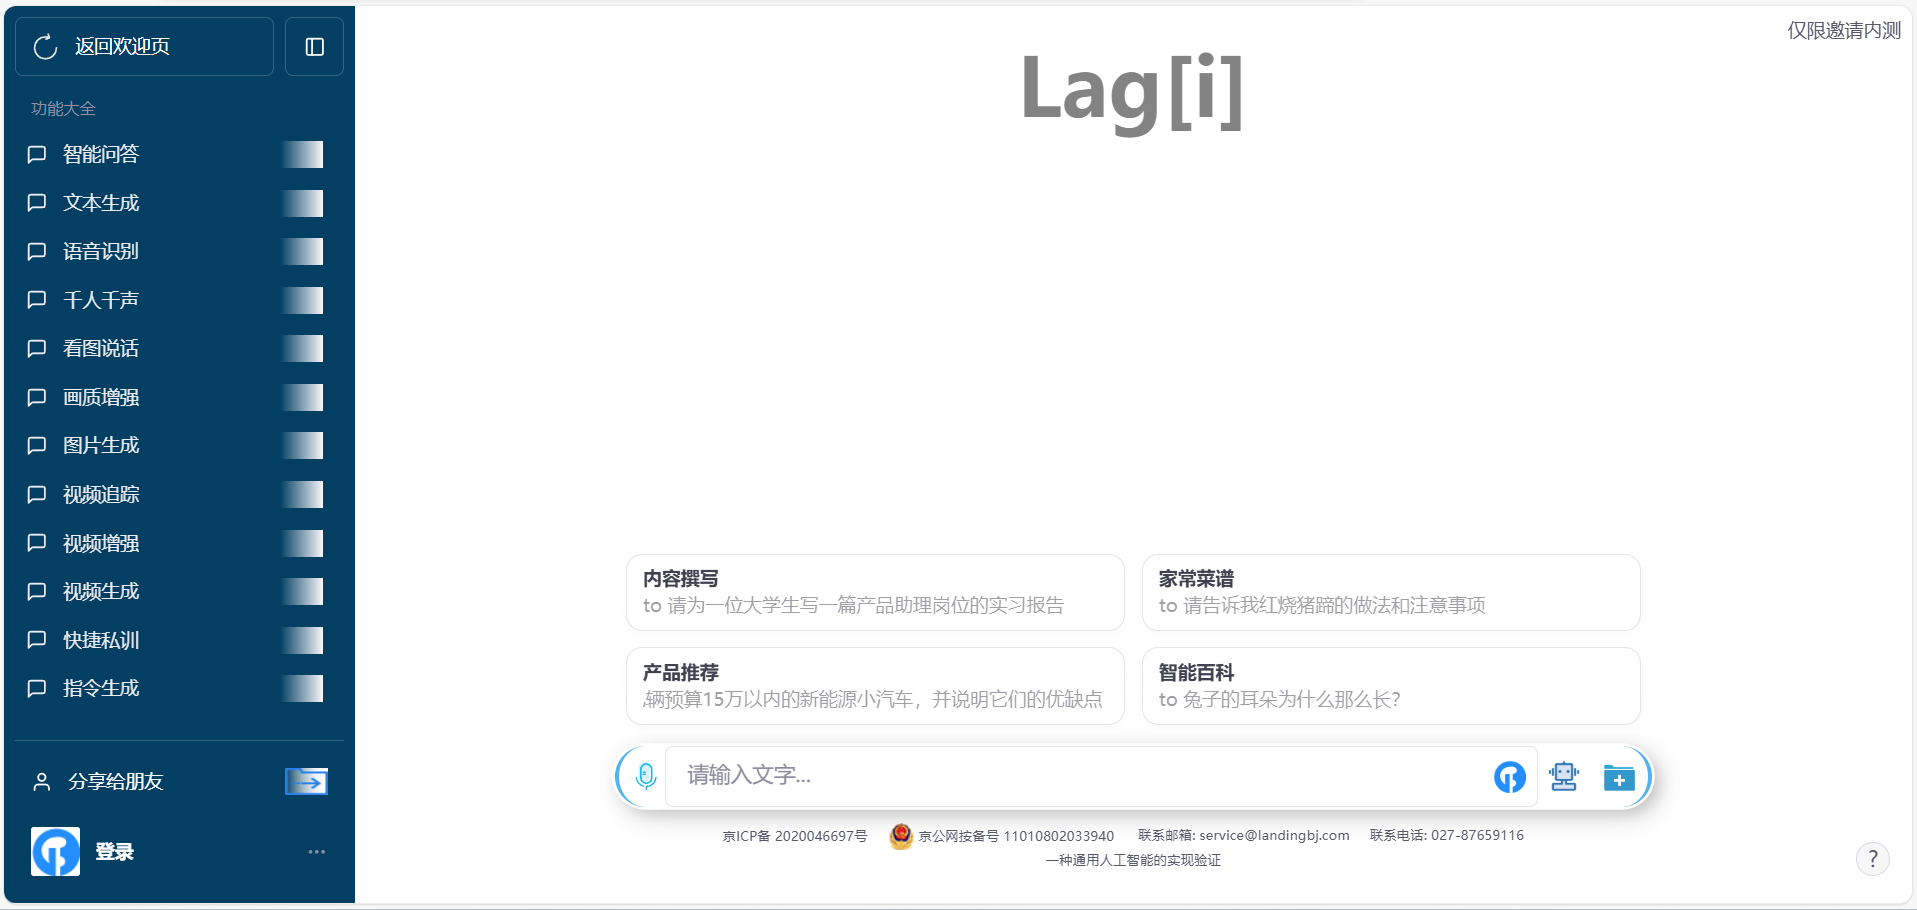 返回欢迎页
功能大全
智能问答
文本生成
语音识别
千人千声
看图说话
画质增强
图片生成
视频追踪
视频增强
视频生成
快捷私训
指令生成
分享给朋友
登录
仅限邀请内测
Lag[i]
内容撰写
to 请为一位大学生写一篇产品助理岗位的实习报告
家常菜谱
to 请告诉我红烧猪蹄的做法和注意事项
产品推荐
辆预算15万以内的新能源小汽车，并说明它们的优缺点
智能百科
to 兔子的耳朵为什么那么长?
请输入文字...
京ICP备 2020046697号 京公网按备号 11010802033940 联系邮箱: service@landingbj.com 联系电话: 027-87659116
一种通用人工智能的实现验证
?